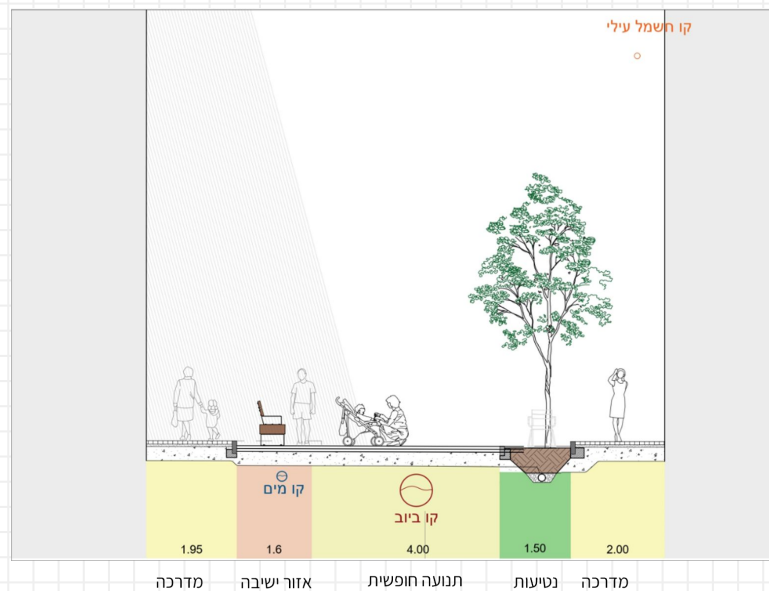 קו חשמל עילי
קו מים
קו ביוב
1.95
1.6
4.00
1.50
2.00
מדרכה
אזור ישיבה
תנועה חופשית
נטיעות
מדרכה